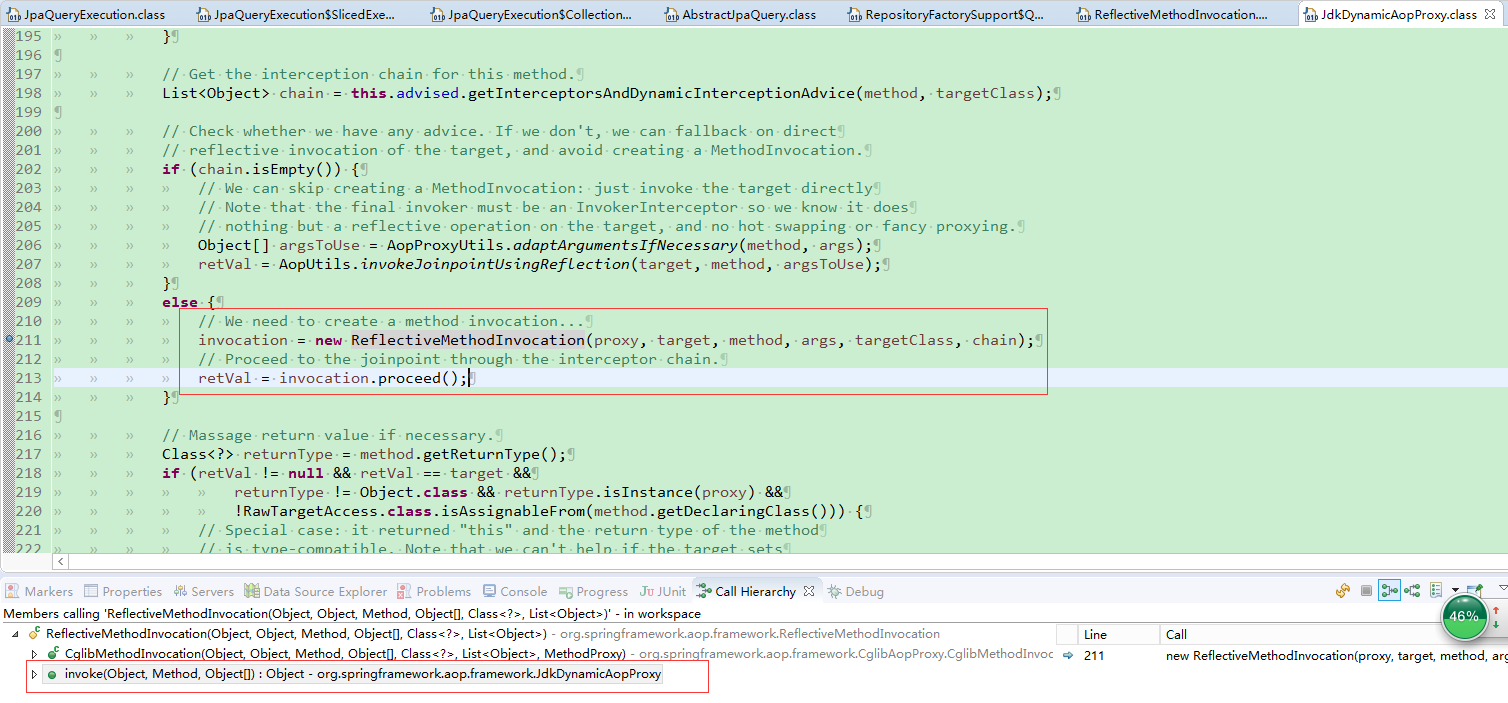 JpaQueryExecution.class JpaQueryExecution$SlicedExe... JpaQueryExecution$Collection... AbstractJpaQuery.class RepositoryFactorySupport$Q... ReflectiveMethodInvocation.... JdkDynamicAopProxy.class
195 }
196
197 // Get the interception chain for this method.
198 List<Object> chain = this.advised.getInterceptorsAndDynamicInterceptionAdvice(method, targetClass);
199
200 // Check whether we have any advice. If we don't, we can fallback on direct
201 // reflective invocation of the target, and avoid creating a MethodInvocation.
202 if (chain.isEmpty()) {
203 // We can skip creating a MethodInvocation: just invoke the target directly
204 // Note that the final invoker must be an InvokerInterceptor so we know it does
205 // nothing but a reflective operation on the target, and no hot swapping or fancy proxying.
206 Object[] argsToUse = AopProxyUtils.adaptArgumentsIfNecessary(method, args);
207 retVal = AopUtils.invokeJoinpointUsingReflection(target, method, argsToUse);
208 }
209 else {
210 // We need to create a method invocation...
211 invocation = new ReflectiveMethodInvocation(proxy, target, method, args, targetClass, chain);
212 // Proceed to the joinpoint through the interceptor chain.
213 retVal = invocation.proceed();
214 }
215
216 // Massage return value if necessary.
217 Class<?> returnType = method.getReturnType();
218 if (retVal != null && retVal == target &&
219 returnType != Object.class && returnType.isInstance(proxy) &&
220 !RawTargetAccess.class.isAssignableFrom(method.getDeclaringClass())) {
221 // Special case: it returned "this" and the return type of the method
222 // is type-compatible. Note that we can't help if the target sets
Markers Properties Servers Data Source Explorer Problems Console Progress JUnit Call Hierarchy Debug
Members calling 'ReflectiveMethodInvocation(Object, Object, Method, Object[], Class<?>, List<Object>)' - in workspace
46%
ReflectiveMethodInvocation(Object, Object, Method, Object[], Class<?>, List<Object>) - org.springframework.aop.framework.ReflectiveMethodInvocation
CglibMethodInvocation(Object, Object, Method, Object[], Class<?>, List<Object>, MethodProxy) - org.springframework.aop.framework.CglibAopProxy.CglibMethodInvoc
invoke(Object, Method, Object[]) : Object - org.springframework.aop.framework.JdkDynamicAopProxy
Line Call
211 new ReflectiveMethodInvocation(proxy, target, method, arg